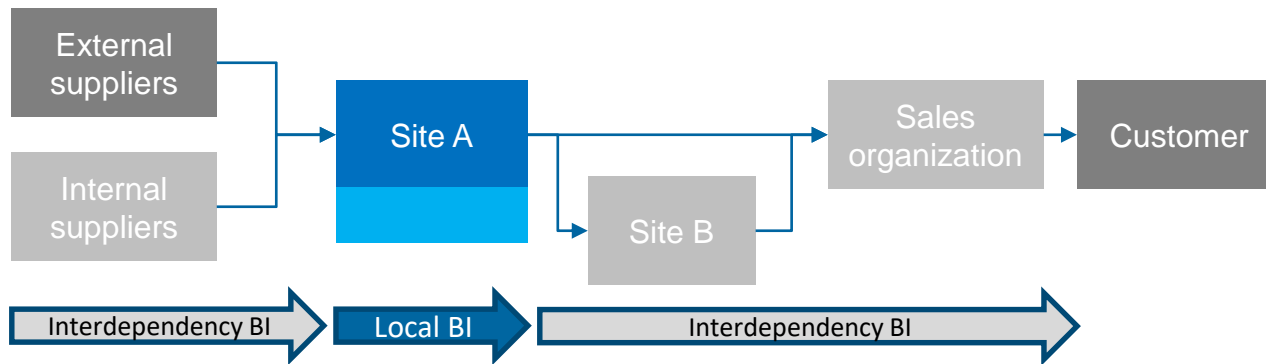 External
suppliers
Internal
suppliers
Site A
Site B
Sales
organization
Customer
Interdependency BI
Local BI
Interdependency BI